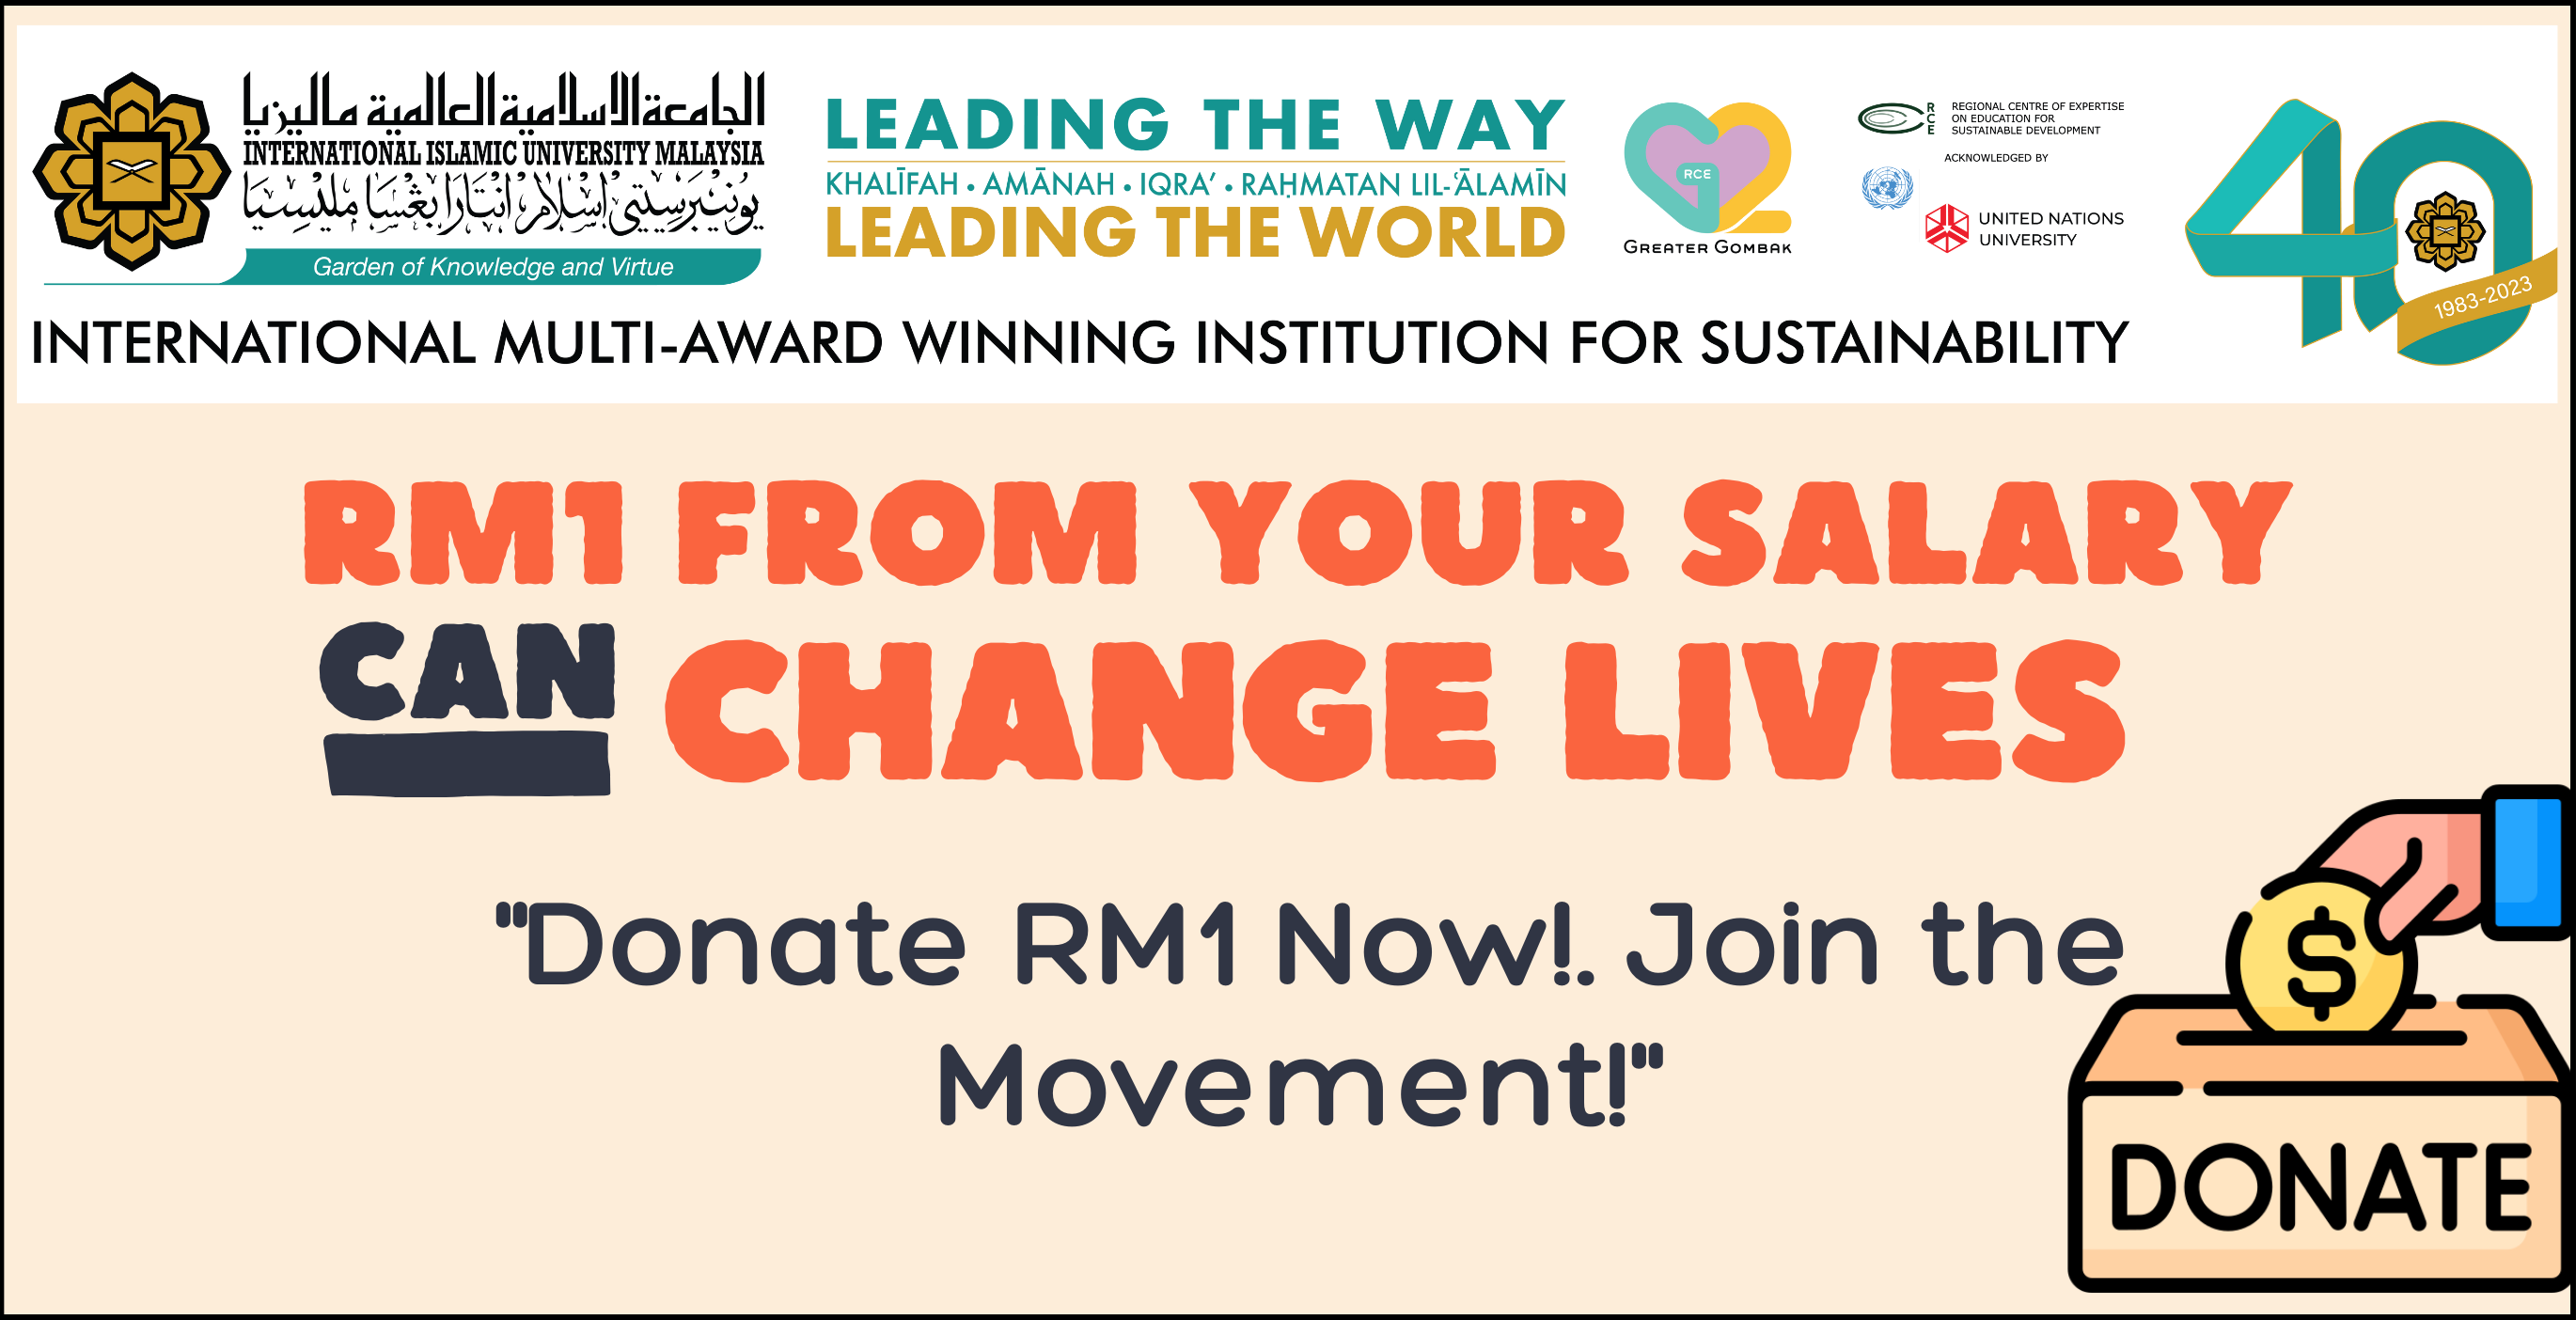 الجامعة الإسلامية العالمية ماليزيا
INTERNATIONAL ISLAMIC UNIVERSITY MALAYSIA
يونيبرسيتي إسلام انتارابغسا مليسيا
Garden of Knowledge and Virtue
LEADING THE WAY
KHALĪFAH • AMĀNAH • IQRA’ • RAḤMATAN LIL-ʿĀLAMĪN
LEADING THE WORLD
RCE
GREATER GOMBAK
RCE
REGIONAL CENTRE OF EXPERTISE
ON EDUCATION FOR
SUSTAINABLE DEVELOPMENT
ACKNOWLEDGED BY
UNITED NATIONS
UNIVERSITY
40
1983-2023
INTERNATIONAL MULTI-AWARD WINNING INSTITUTION FOR SUSTAINABILITY
RM1 FROM YOUR SALARY
CAN CHANGE LIVES
"Donate RM1 Now!. Join the
Movement!"
$
DONATE